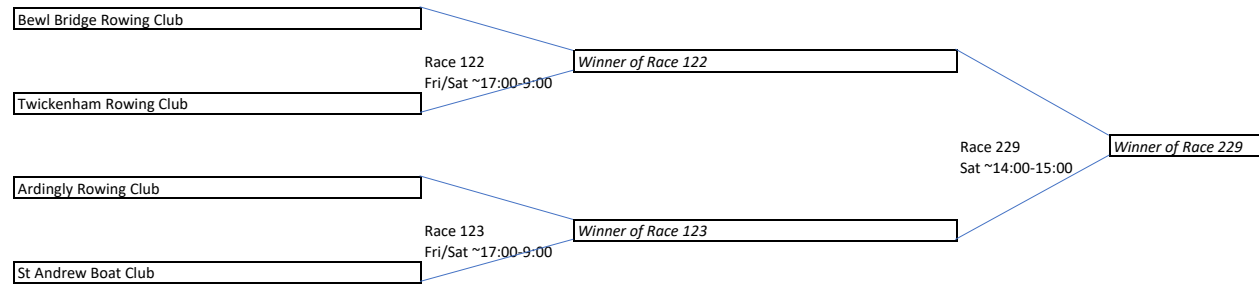 Bewl Bridge Rowing Club
Race 122
Fri/Sat ~17:00-9:00
Winner of Race 122
Twickenham Rowing Club
Race 229
Sat ~14:00-15:00
Winner of Race 229
Ardingly Rowing Club
Race 123
Fri/Sat ~17:00-9:00
Winner of Race 123
St Andrew Boat Club